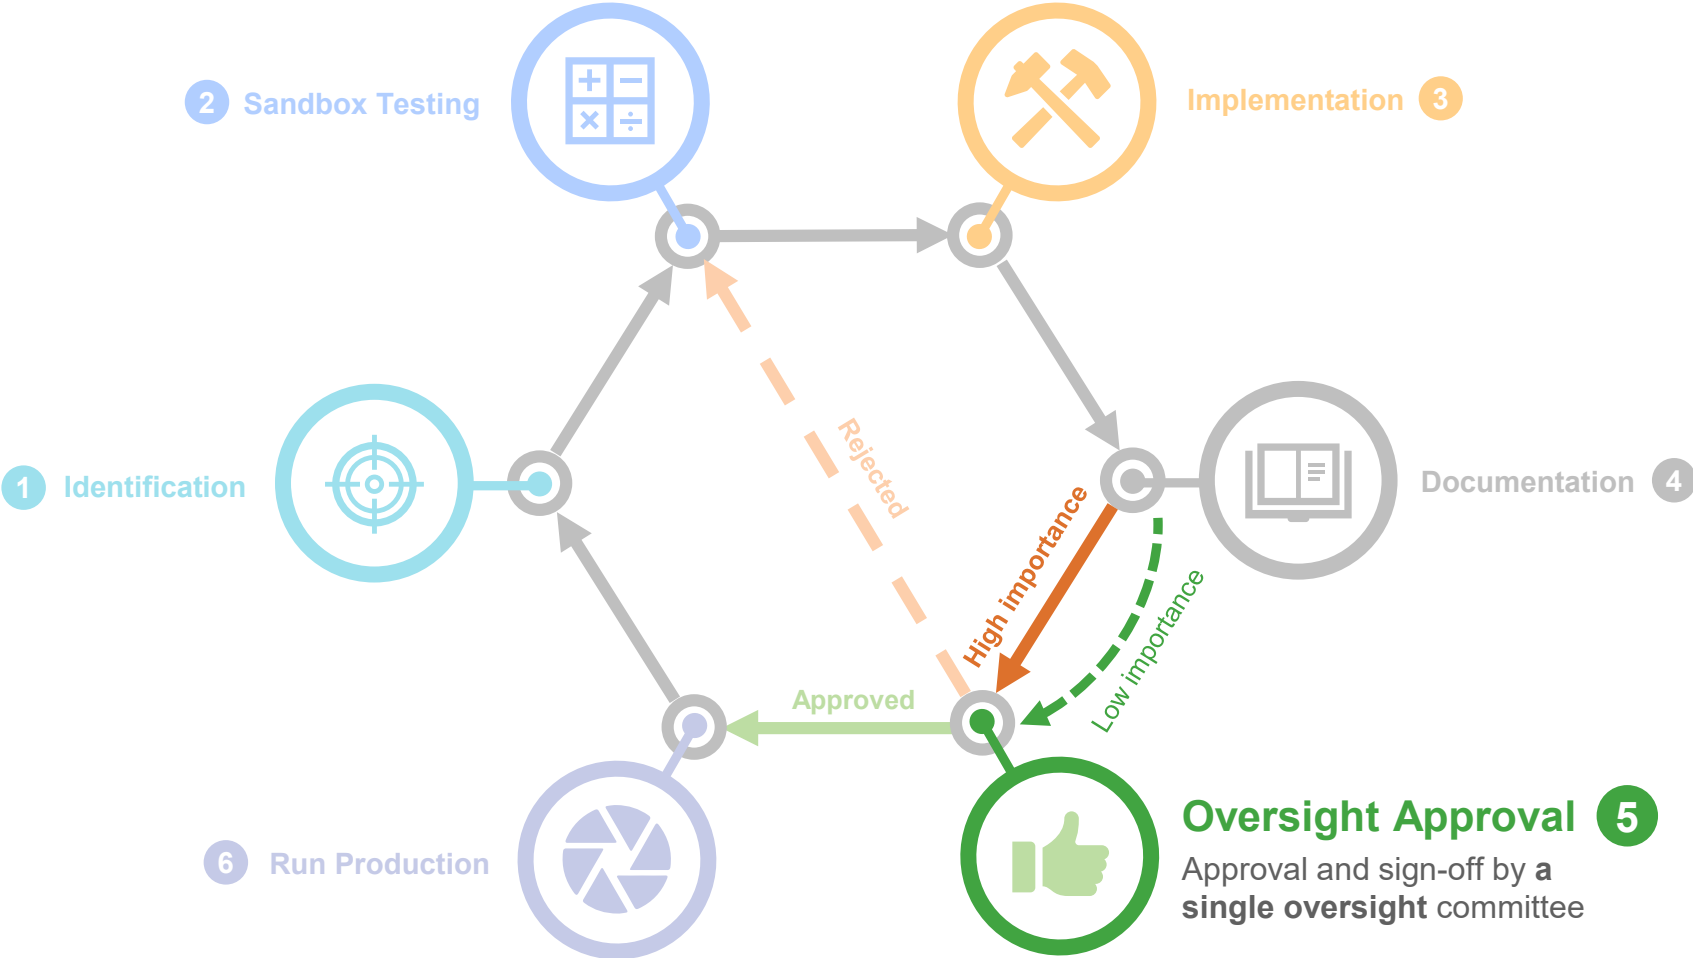 2 Sandbox Testing
Implementation 3
1 Identification
Documentation 4
Rejected
High importance
Low importance
Approved
Oversight Approval 5
Approval and sign-off by a
single oversight committee
6 Run Production